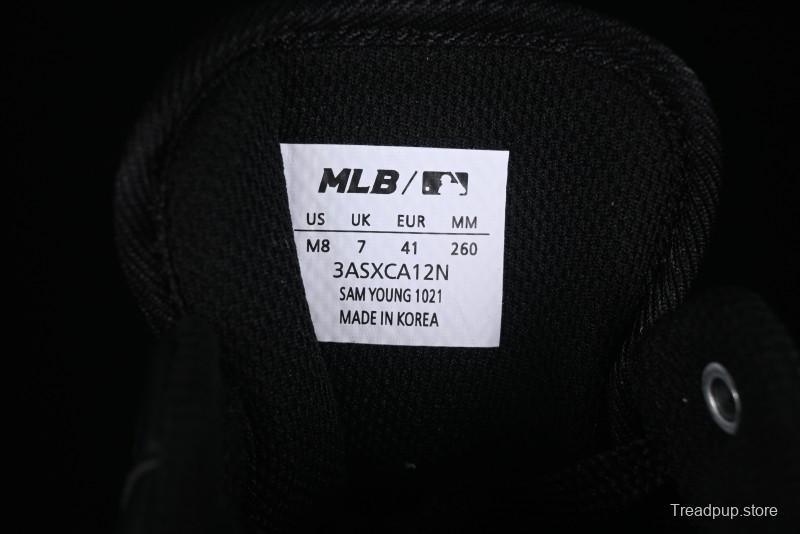 MLB/
US UK EUR MM
M8 7 41 260
3ASXCA12N
SAM YOUNG 1021
MADE IN KOREA
Treadpup.store